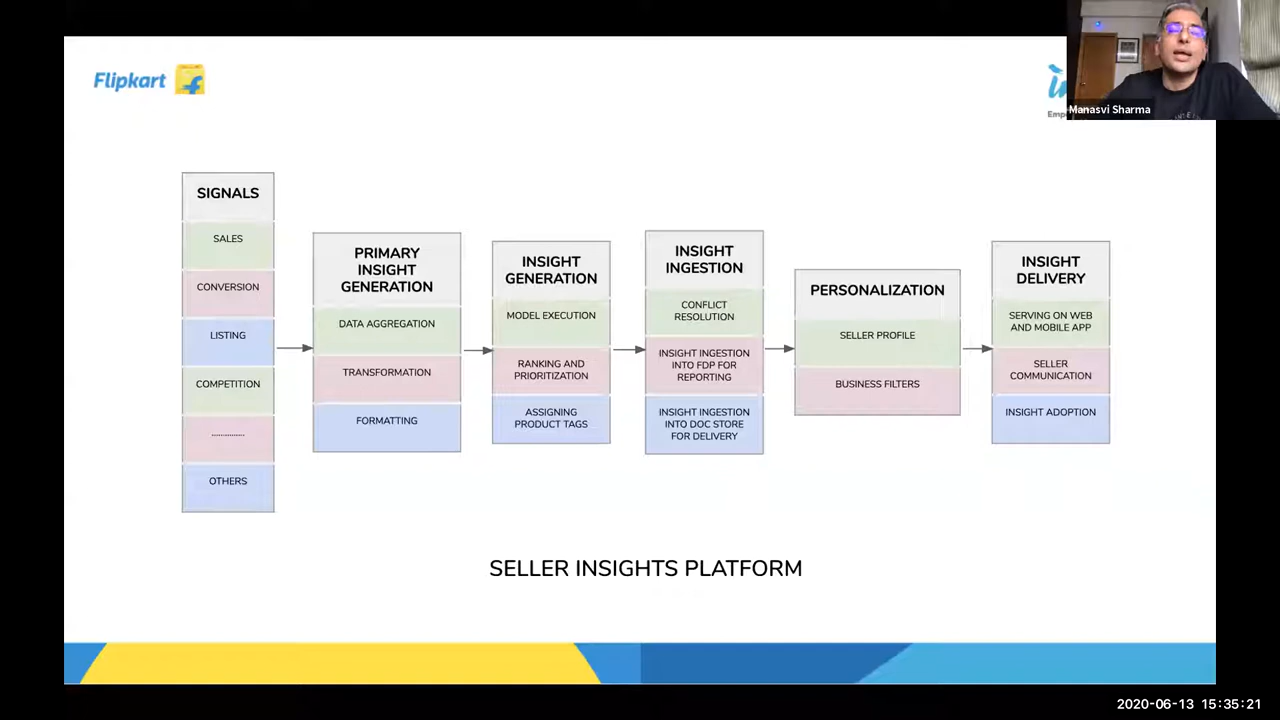 Flipkart
Manasvi Sharma
SIGNALS
SALES
CONVERSION
LISTING
COMPETITION
...............
OTHERS
PRIMARY
INSIGHT
GENERATION
DATA AGGREGATION
TRANSFORMATION
FORMATTING
INSIGHT
GENERATION
MODEL EXECUTION
RANKING AND
PRIORITIZATION
ASSIGNING
PRODUCT TAGS
INSIGHT
INGESTION
CONFLICT
RESOLUTION
INSIGHT INGESTION
INTO FDP FOR
REPORTING
INSIGHT INGESTION
INTO DOC STORE
FOR DELIVERY
PERSONALIZATION
SELLER PROFILE
BUSINESS FILTERS
INSIGHT
DELIVERY
SERVING ON WEB
AND MOBILE APP
SELLER
COMMUNICATION
INSIGHT ADOPTION
SELLER INSIGHTS PLATFORM
2020-06-13 15:35:21